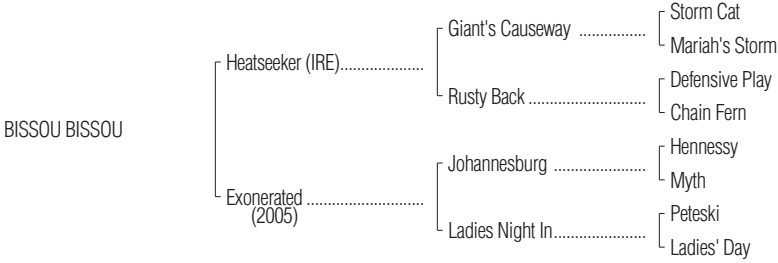 Storm Cat
Giant's Causeway ................
Mariah's Storm
Heatseeker (IRE)....................
Defensive Play
Rusty Back ............................
Chain Fern
BISSOU BISSOU
Hennessy
Johannesburg ......................
Myth
Exonerated ............................
(2005)
Peteski
Ladies Night In......................
Ladies' Day